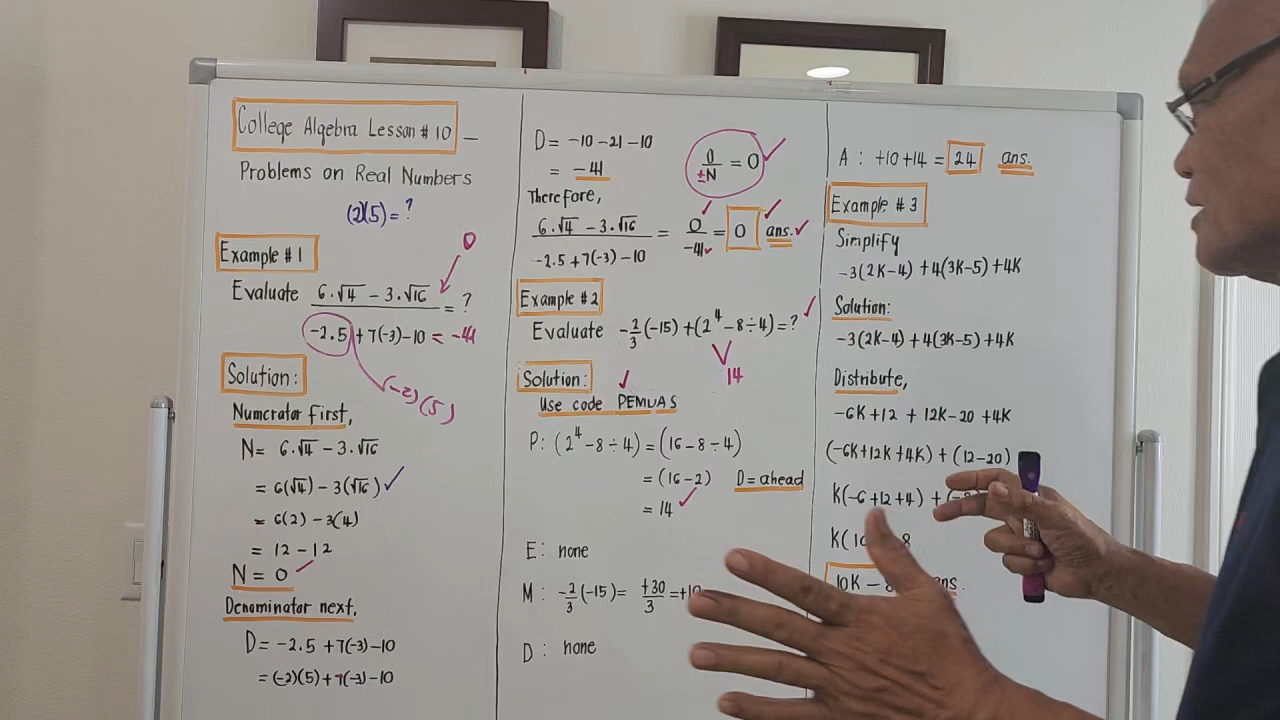 College Algebra Lesson # 10 -
Problems on Real Numbers
(2)(5) = ?
Example # 1
0
Evaluate 6·√4 - 3·√16 / -2·5 + 7(-3) - 10 = ?
= -41
(-2)(5)
Solution:
Numerator First,
N = 6·√4 - 3·√16
= 6(√4) - 3(√16) ✓
= 6(2) - 3(4)
= 12 - 12
N = 0 ✓
Denominator next,
D = -2·5 + 7(-3) - 10
= (-2)(5) + 7(-3) - 10
D = -10 - 21 - 10
= -41
0/±N = 0 ✓
Therefore,
6·√4 - 3·√16 / -2·5 + 7(-3) - 10 = 0/-41 = 0 ans. ✓
Example # 2
Evaluate -2/3(-15) + (2⁴ - 8 ÷ 4) = ? ✓
14
Solution: ✓
Use code PEMDAS
P: (2⁴ - 8 ÷ 4) = (16 - 8 ÷ 4)
= (16 - 2) D = ahead
= 14 ✓
E: none
M: -2/3(-15) = +30/3 = +10
D: none
A: +10 + 14 = 24 ans.
Example # 3
Simplify
-3(2K-4) + 4(3K-5) + 4K
Solution:
-3(2K-4) + 4(3K-5) + 4K
Distribute,
-6K + 12 + 12K - 20 + 4K
(-6K + 12K + 4K) + (12 - 20)
K(-6 + 12 + 4) + (-8
K(10 - 8
10K - 8 ans.